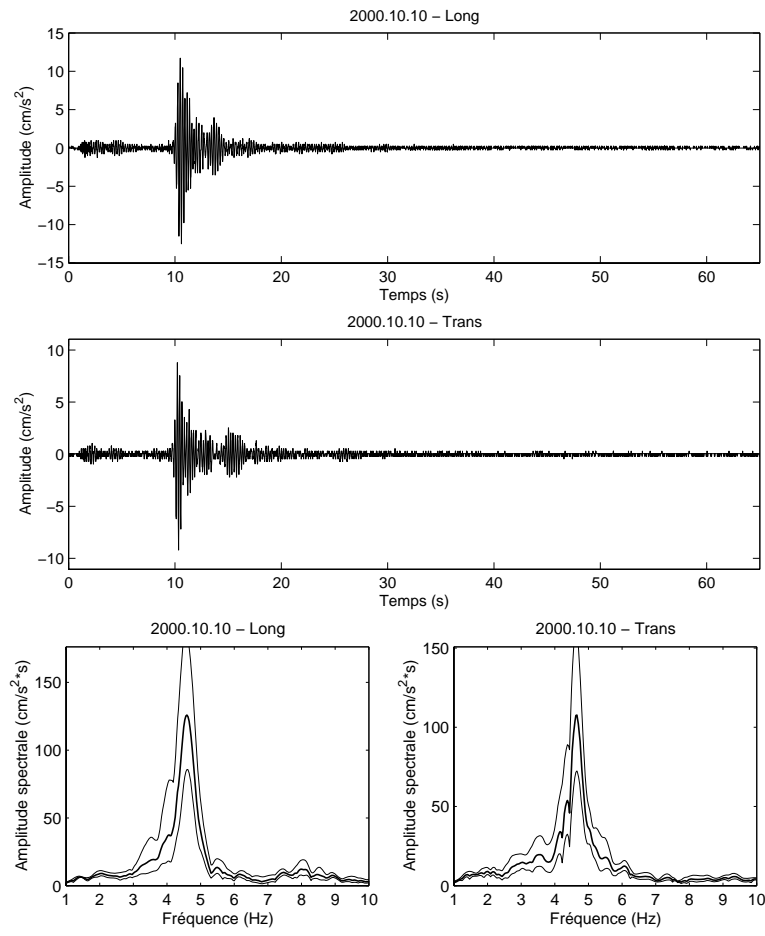 2000.10.10 – Long
15
10
5
0
−5
−10
−15
Amplitude (cm/s²)
0 10 20 30 40 50 60
Temps (s)
2000.10.10 – Trans
10
5
0
−5
−10
Amplitude (cm/s²)
0 10 20 30 40 50 60
Temps (s)
2000.10.10 – Long
150
100
50
0
Amplitude spectrale (cm/s²*s)
1 2 3 4 5 6 7 8 9 10
Fréquence (Hz)
2000.10.10 – Trans
150
100
50
0
Amplitude spectrale (cm/s²*s)
1 2 3 4 5 6 7 8 9 10
Fréquence (Hz)